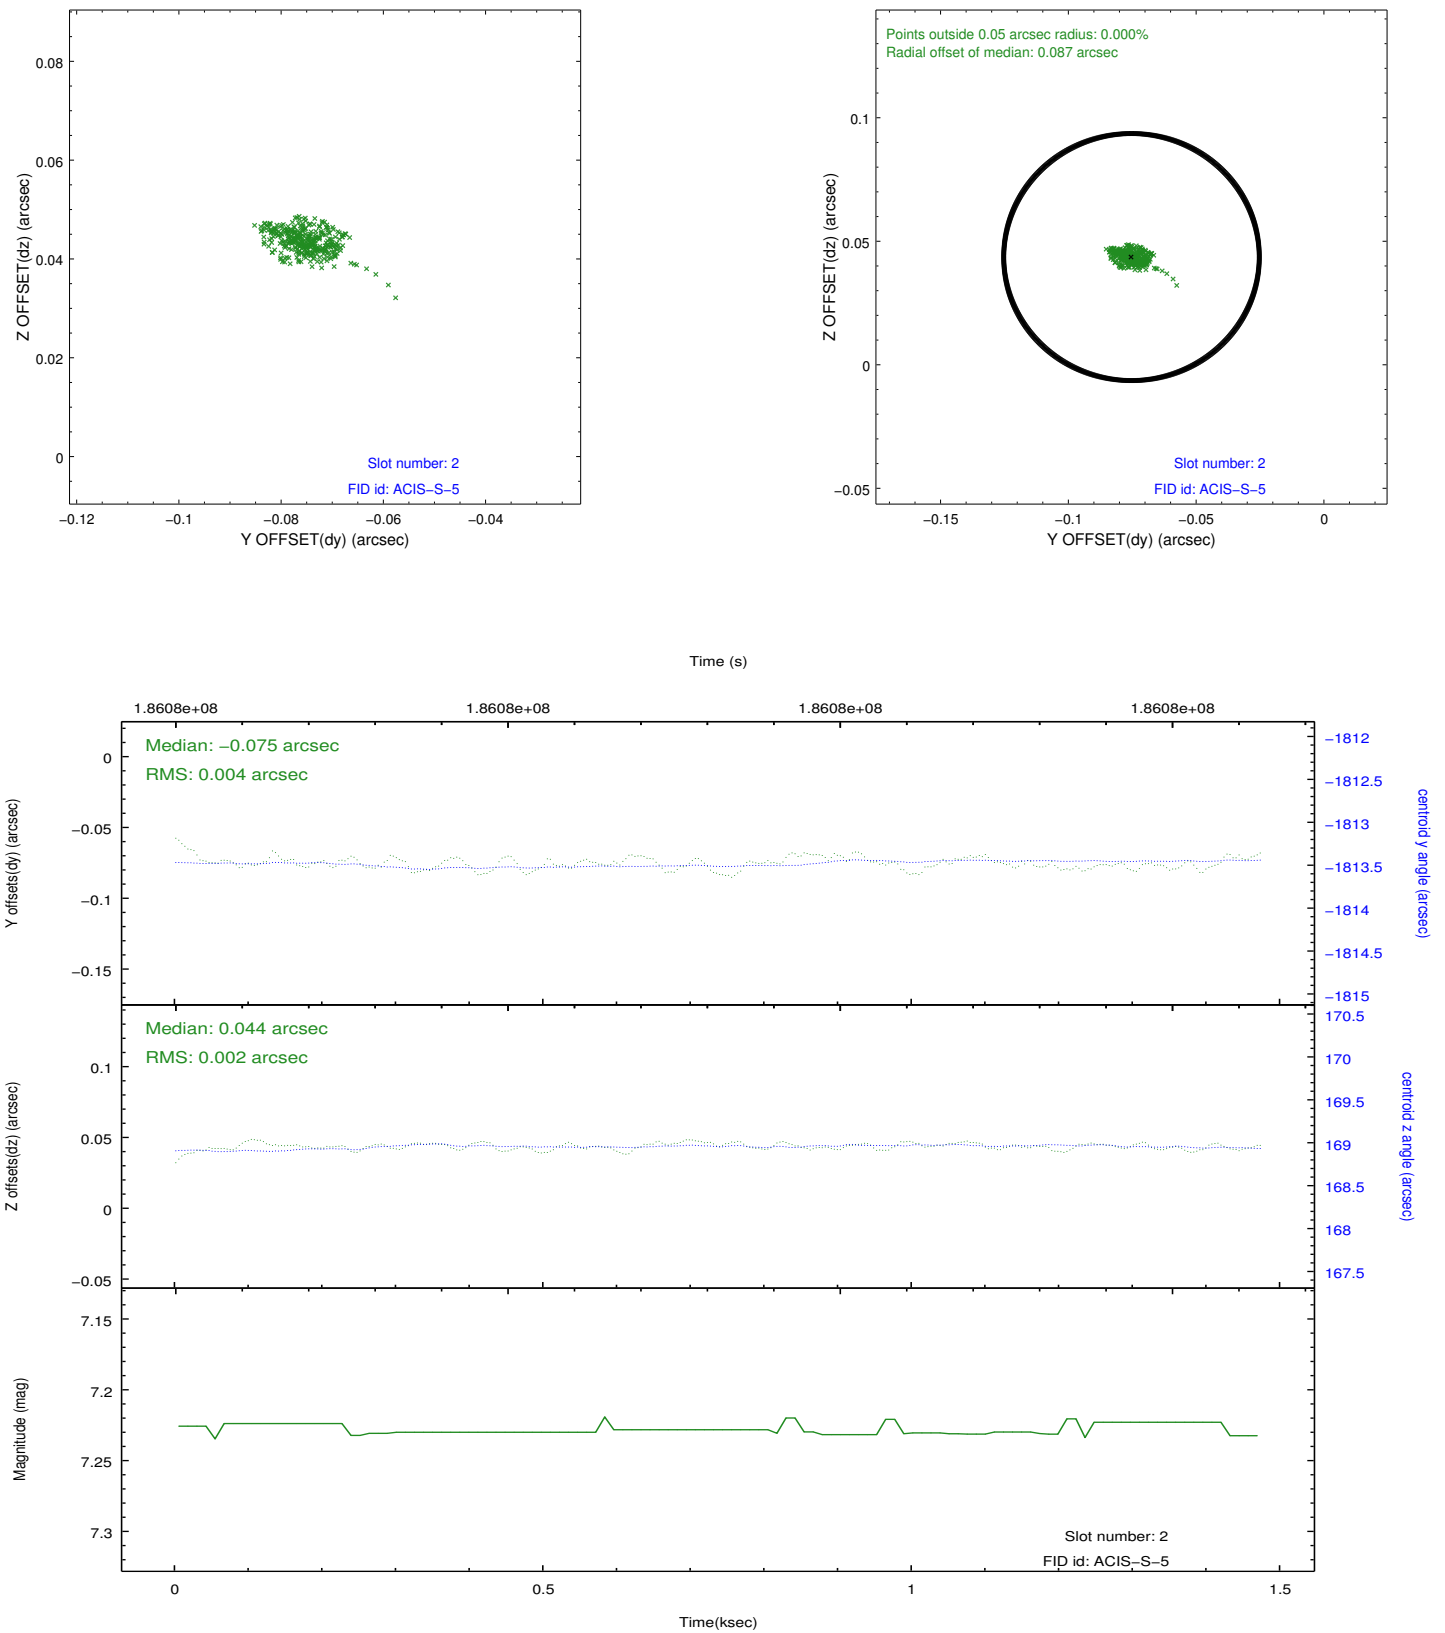 0.08
0.06
0.04
0.02
0
Z OFFSET(dz) (arcsec)
Slot number: 2
FID id: ACIS−S−5
−0.12
−0.1
−0.08
−0.06
−0.04
Y OFFSET(dy) (arcsec)
Points outside 0.05 arcsec radius: 0.000%
Radial offset of median: 0.087 arcsec
0.1
0.05
0
−0.05
Z OFFSET(dz) (arcsec)
Slot number: 2
FID id: ACIS−S−5
−0.15
−0.1
−0.05
0
Y OFFSET(dy) (arcsec)
Time (s)
1.8608e+08
1.8608e+08
1.8608e+08
1.8608e+08
Median: −0.075 arcsec
RMS: 0.004 arcsec
0
−0.05
−0.1
−0.15
Y offsets(dy) (arcsec)
−1812
−1812.5
−1813
−1813.5
−1814
−1814.5
−1815
centroid y angle (arcsec)
Median: 0.044 arcsec
RMS: 0.002 arcsec
0.1
0.05
0
−0.05
Z offsets(dz) (arcsec)
170.5
170
169.5
169
168.5
168
167.5
centroid z angle (arcsec)
7.15
7.2
7.25
7.3
Magnitude (mag)
Slot number: 2
FID id: ACIS−S−5
0
0.5
1
1.5
Time(ksec)